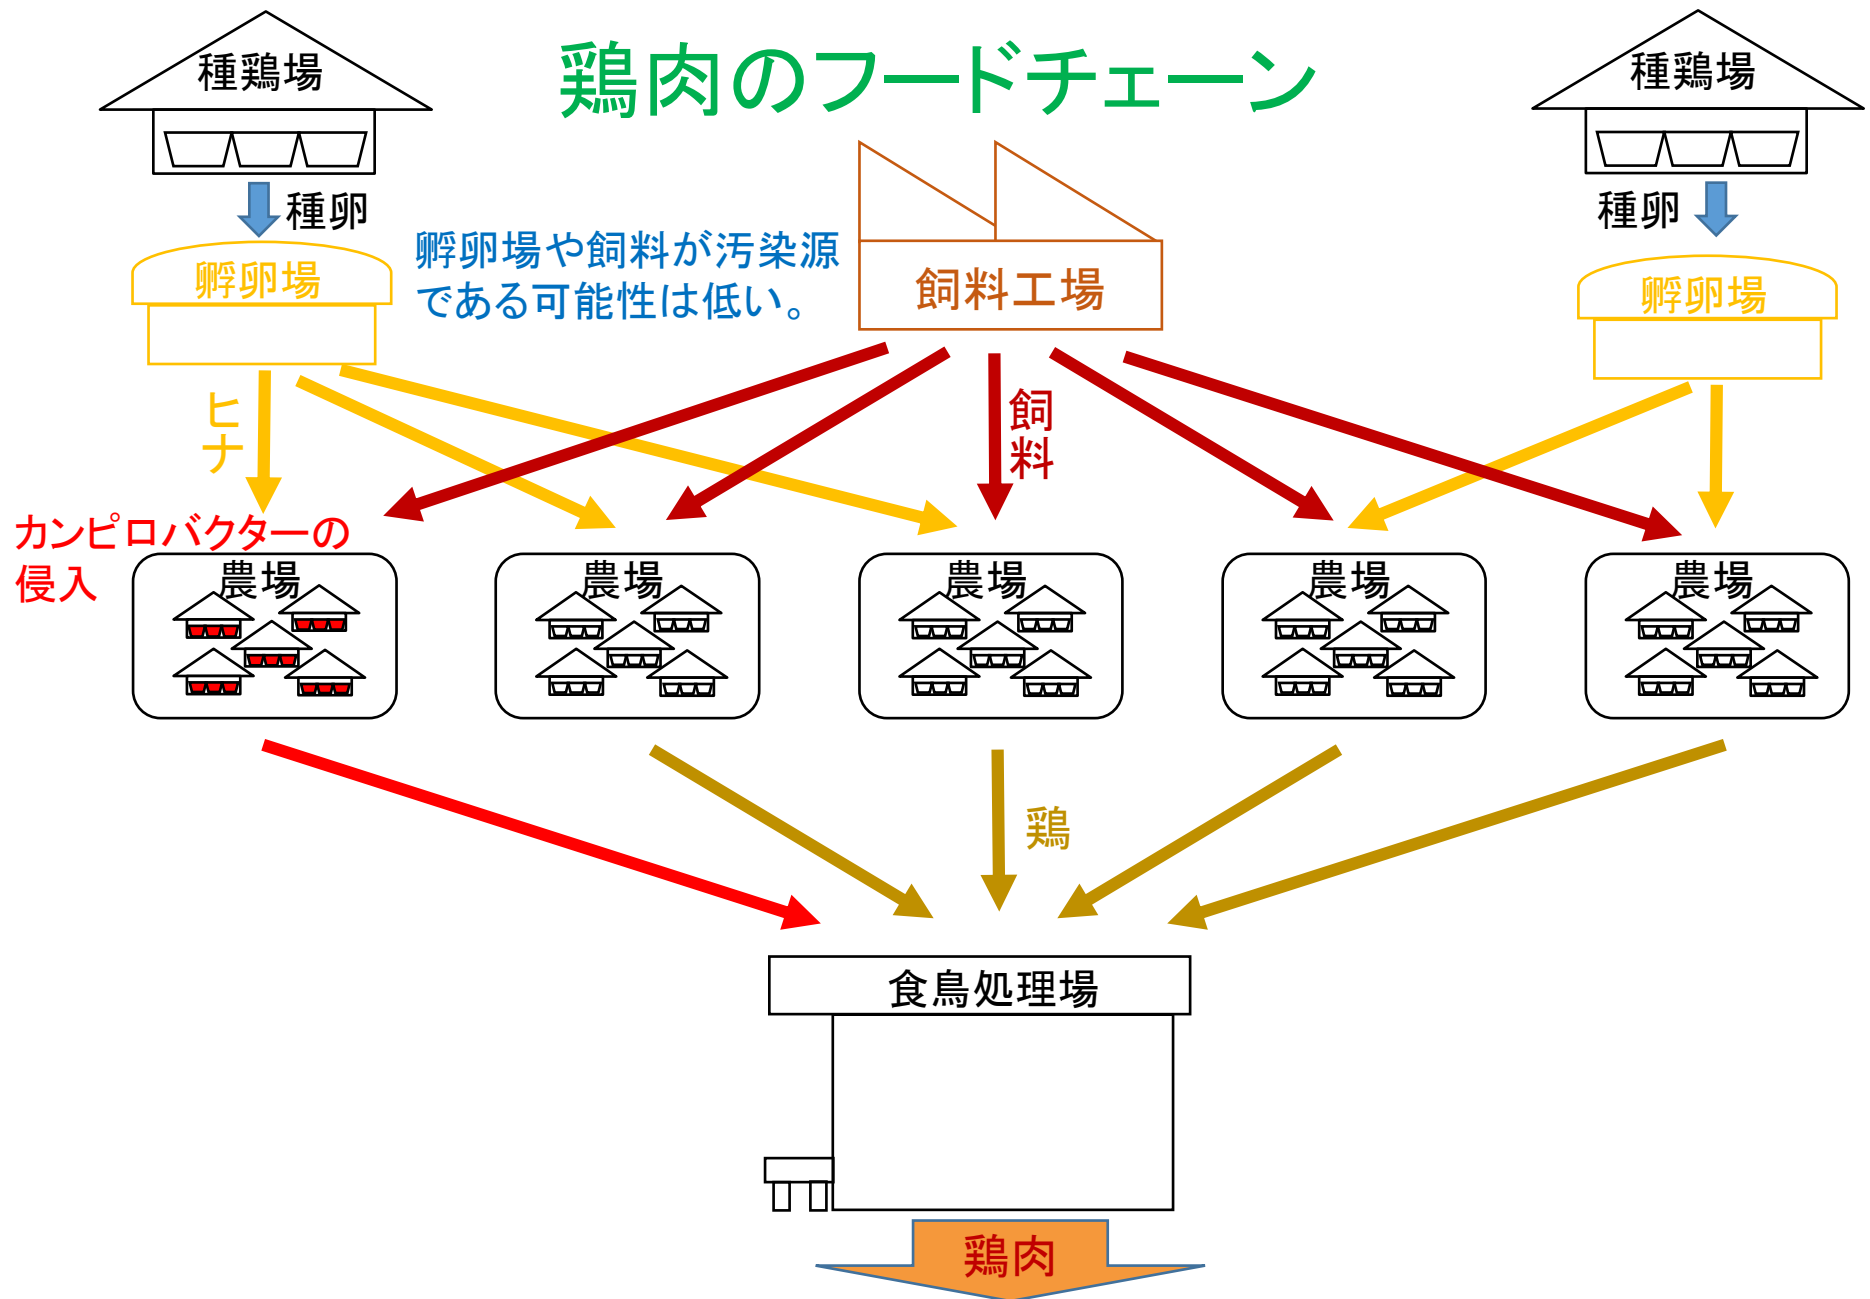 鶏肉のフードチェーン
種鶏場
種鶏場
種卵
種卵
孵卵場や飼料が汚染源
である可能性は低い。
孵卵場
飼料工場
孵卵場
ヒナ
飼料
カンピロバクターの
侵入
農場
農場
農場
農場
農場
鶏
食鳥処理場
鶏肉